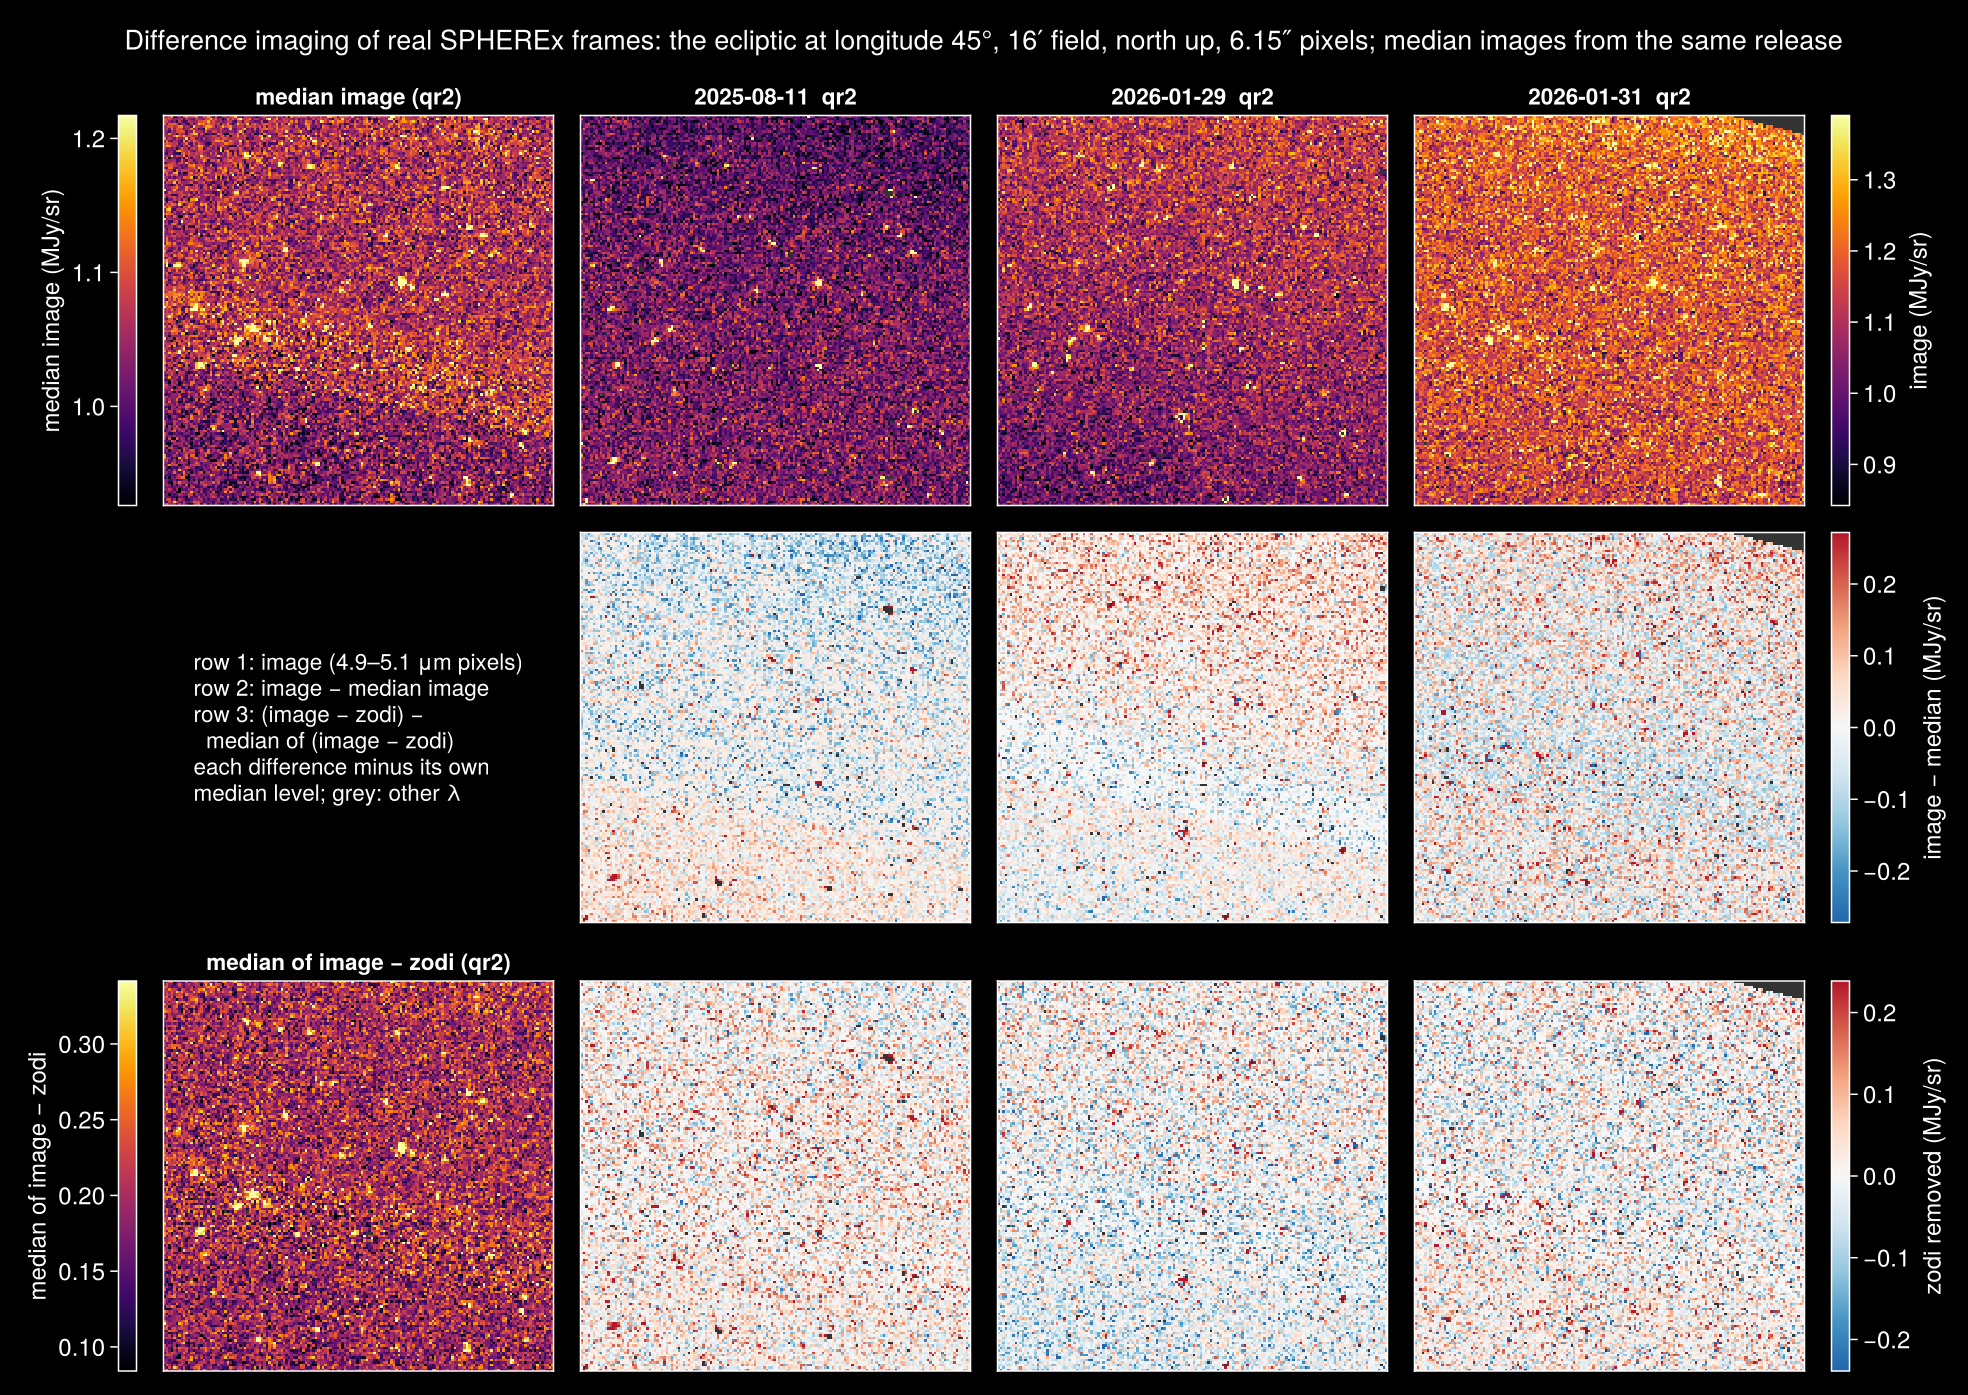 Difference imaging of real SPHEREx frames: the ecliptic at longitude 45°, 16′ field, north up, 6.15″ pixels; median images from the same release
median image (qr2)
2025-08-11 qr2
2026-01-29 qr2
2026-01-31 qr2
median image (MJy/sr)
1.2
1.1
1.0
1.3
1.2
1.1
1.0
0.9
image (MJy/sr)
row 1: image (4.9–5.1 µm pixels)
row 2: image − median image
row 3: (image − zodi) −
median of (image − zodi)
each difference minus its own
median level; grey: other λ
0.2
0.1
0.0
−0.1
−0.2
image − median (MJy/sr)
median of image − zodi (qr2)
median of image − zodi
0.30
0.25
0.20
0.15
0.10
0.2
0.1
0.0
−0.1
−0.2
zodi removed (MJy/sr)